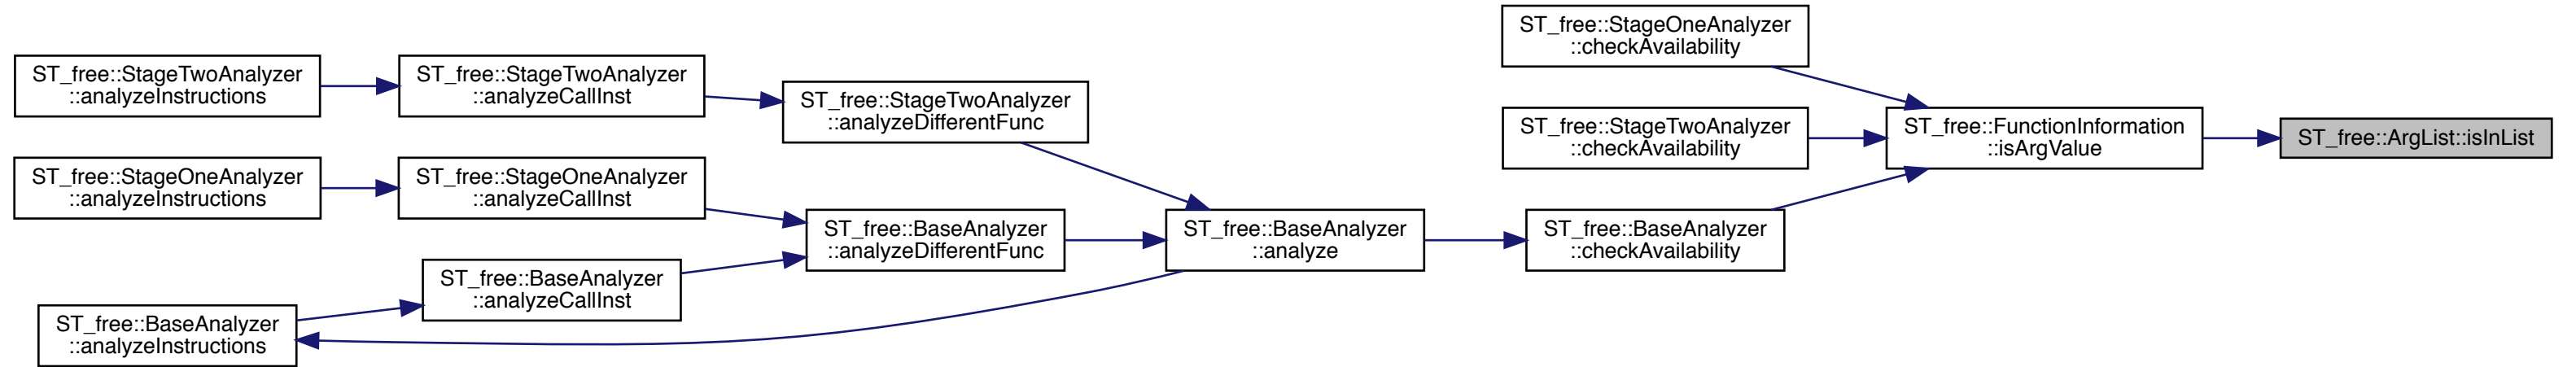 ST_free::StageTwoAnalyzer
::analyzeInstructions
ST_free::StageTwoAnalyzer
::analyzeCallInst
ST_free::StageTwoAnalyzer
::analyzeDifferentFunc
ST_free::StageOneAnalyzer
::analyzeInstructions
ST_free::StageOneAnalyzer
::analyzeCallInst
ST_free::BaseAnalyzer
::analyzeDifferentFunc
ST_free::BaseAnalyzer
::analyzeCallInst
ST_free::BaseAnalyzer
::analyzeInstructions
ST_free::BaseAnalyzer
::analyze
ST_free::StageOneAnalyzer
::checkAvailability
ST_free::StageTwoAnalyzer
::checkAvailability
ST_free::BaseAnalyzer
::checkAvailability
ST_free::FunctionInformation
::isArgValue
ST_free::ArgList::isInList